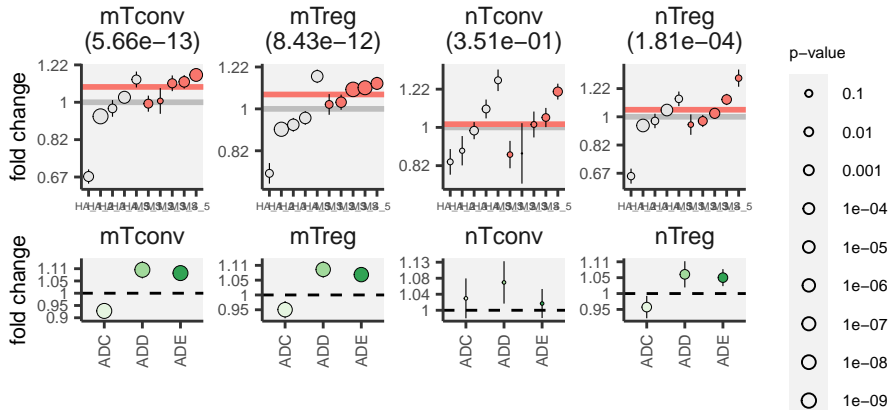 mTconv
(5.66e−13)
mTreg
(8.43e−12)
nTconv
(3.51e−01)
nTreg
(1.81e−04)
fold change
1.22
1
0.82
0.67
1.22
1
0.82
1.22
1
0.82
1.22
1
0.82
0.67
mTconv
mTreg
nTconv
nTreg
fold change
1.11
1.05
1
0.95
0.9
1.11
1.05
1
0.95
1.13
1.04
1
1.11
1.05
1
0.95
ADC
ADD
ADE
ADC
ADD
ADE
ADC
ADD
ADE
ADC
ADD
ADE
p-value
0.1
0.01
0.001
1e−04
1e−05
1e−06
1e−07
1e−08
1e−09